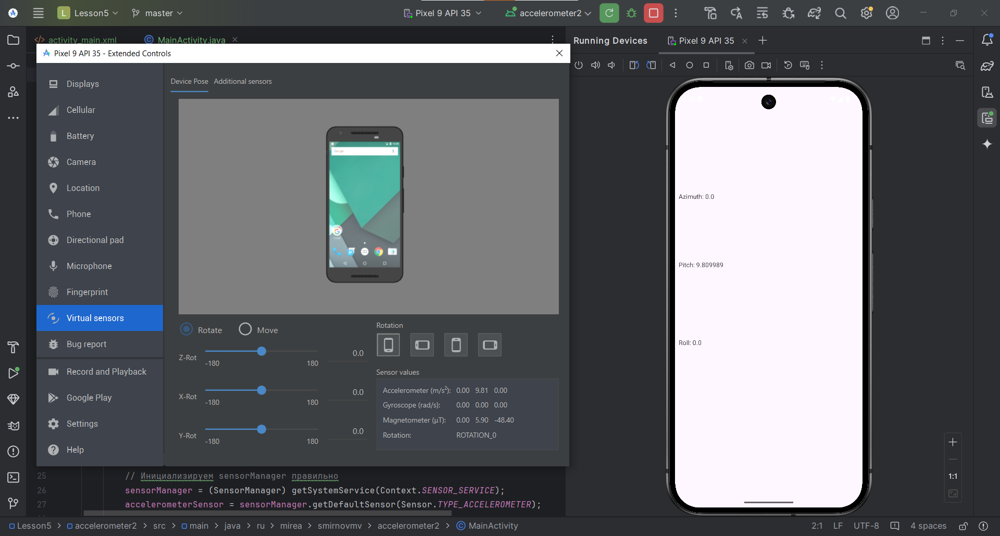 L Lesson5 master Pixel 9 API 35 accelerometer2
activity_main.xml MainActivity.java
Running Devices Pixel 9 API 35
Pixel 9 API 35 - Extended Controls
Displays
Cellular
Battery
Camera
Location
Phone
Directional pad
Microphone
Fingerprint
Virtual sensors
Bug report
Record and Playback
Google Play
Settings
Help
Device Pose Additional sensors
Google
Rotate Move
Z-Rot -180 180 0.0
X-Rot -180 180 0.0
Y-Rot -180 180 0.0
Rotation
Sensor values
Accelerometer (m/s²): 0.00 9.81 0.00
Gyroscope (rad/s): 0.00 0.00 0.00
Magnetometer (μT): 0.00 5.90 -48.40
Rotation: ROTATION_0
Azimuth: 0.0
Pitch: 9.809989
Roll: 0.0
1:1
25 // Инициализируем sensorManager правильно
26 sensorManager = (SensorManager) getSystemService(Context.SENSOR_SERVICE);
27 accelerometerSensor = sensorManager.getDefaultSensor(Sensor.TYPE_ACCELEROMETER);
Lesson5 > accelerometer2 > src > main > java > ru > mirea > smirnovmv > accelerometer2 > MainActivity
2:1 LF UTF-8 4 spaces